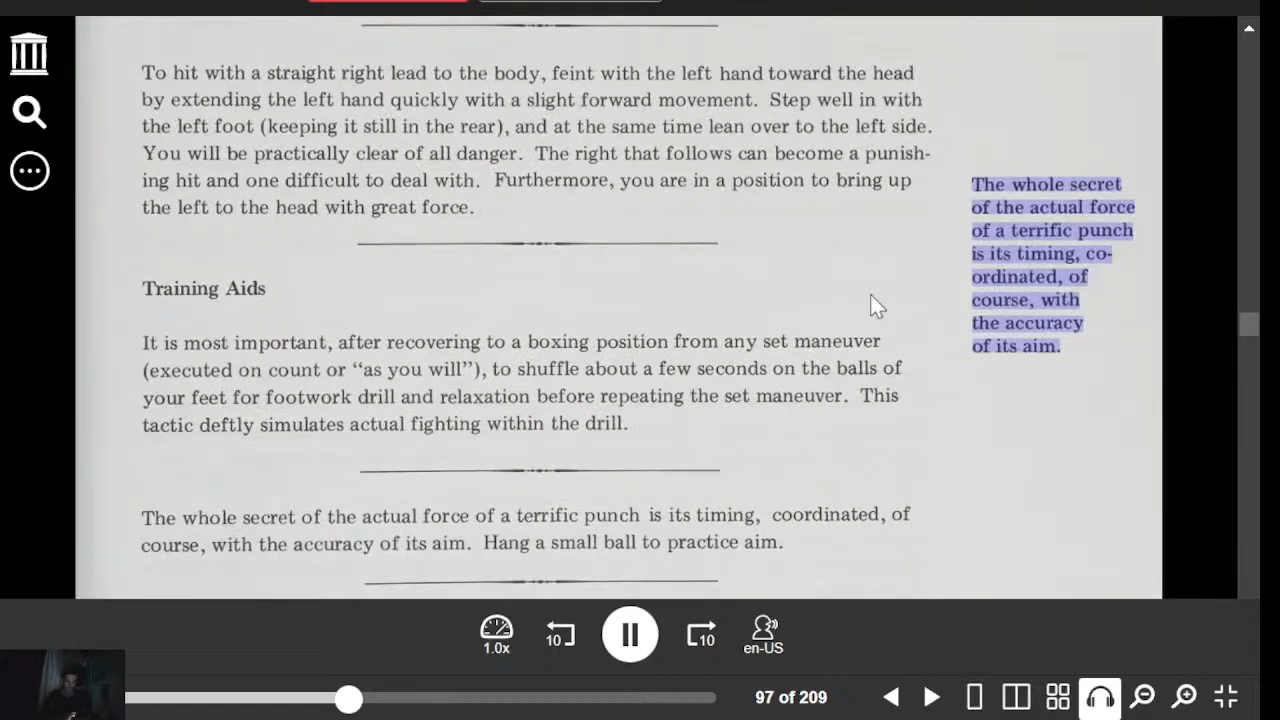 To hit with a straight right lead to the body, feint with the left hand toward the head
by extending the left hand quickly with a slight forward movement. Step well in with
the left foot (keeping it still in the rear), and at the same time lean over to the left side.
You will be practically clear of all danger. The right that follows can become a punish-
ing hit and one difficult to deal with. Furthermore, you are in a position to bring up
the left to the head with great force.
The whole secret
of the actual force
of a terrific punch
is its timing, co-
ordinated, of
course, with
the accuracy
of its aim.
Training Aids
It is most important, after recovering to a boxing position from any set maneuver
(executed on count or “as you will”), to shuffle about a few seconds on the balls of
your feet for footwork drill and relaxation before repeating the set maneuver. This
tactic deftly simulates actual fighting within the drill.
The whole secret of the actual force of a terrific punch is its timing, coordinated, of
course, with the accuracy of its aim. Hang a small ball to practice aim.
1.0x
10
10
en-US
97 of 209